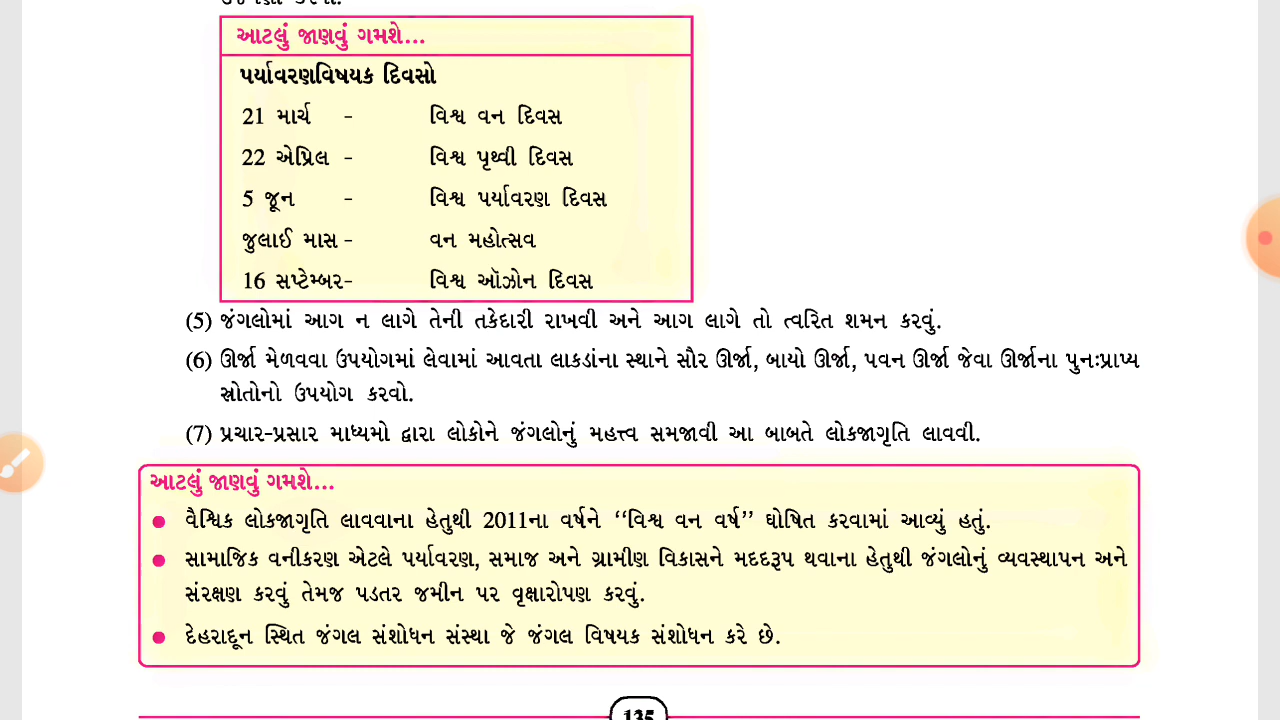 આટલું જાણવું ગમશે...
પર્યાવરણવિષયક દિવસો
21 માર્ચ - વિશ્વ વન દિવસ
22 એપ્રિલ - વિશ્વ પૃથ્વી દિવસ
5 જૂન - વિશ્વ પર્યાવરણ દિવસ
જુલાઈ માસ - વન મહોત્સવ
16 સપ્ટેમ્બર- વિશ્વ ઑઝોન દિવસ
(5) જંગલોમાં આગ ન લાગે તેની તકેદારી રાખવી અને આગ લાગે તો ત્વરિત શમન કરવું.
(6) ઊર્જા મેળવવા ઉપયોગમાં લેવામાં આવતા લાકડાંના સ્થાને સૌર ઊર્જા, બાયો ઊર્જા, પવન ઊર્જા જેવા ઊર્જાના પુનઃપ્રાપ્ય
સ્રોતોનો ઉપયોગ કરવો.
(7) પ્રચાર-પ્રસાર માધ્યમો દ્વારા લોકોને જંગલોનું મહત્ત્વ સમજાવી આ બાબતે લોકજાગૃતિ લાવવી.
આટલું જાણવું ગમશે...
● વૈશ્વિક લોકજાગૃતિ લાવવાના હેતુથી 2011ના વર્ષને ‘‘વિશ્વ વન વર્ષ’’ ઘોષિત કરવામાં આવ્યું હતું.
● સામાજિક વનીકરણ એટલે પર્યાવરણ, સમાજ અને ગ્રામીણ વિકાસને મદદરૂપ થવાના હેતુથી જંગલોનું વ્યવસ્થાપન અને
સંરક્ષણ કરવું તેમજ પડતર જમીન પર વૃક્ષારોપણ કરવું.
● દેહરાદૂન સ્થિત જંગલ સંશોધન સંસ્થા જે જંગલ વિષયક સંશોધન કરે છે.
135